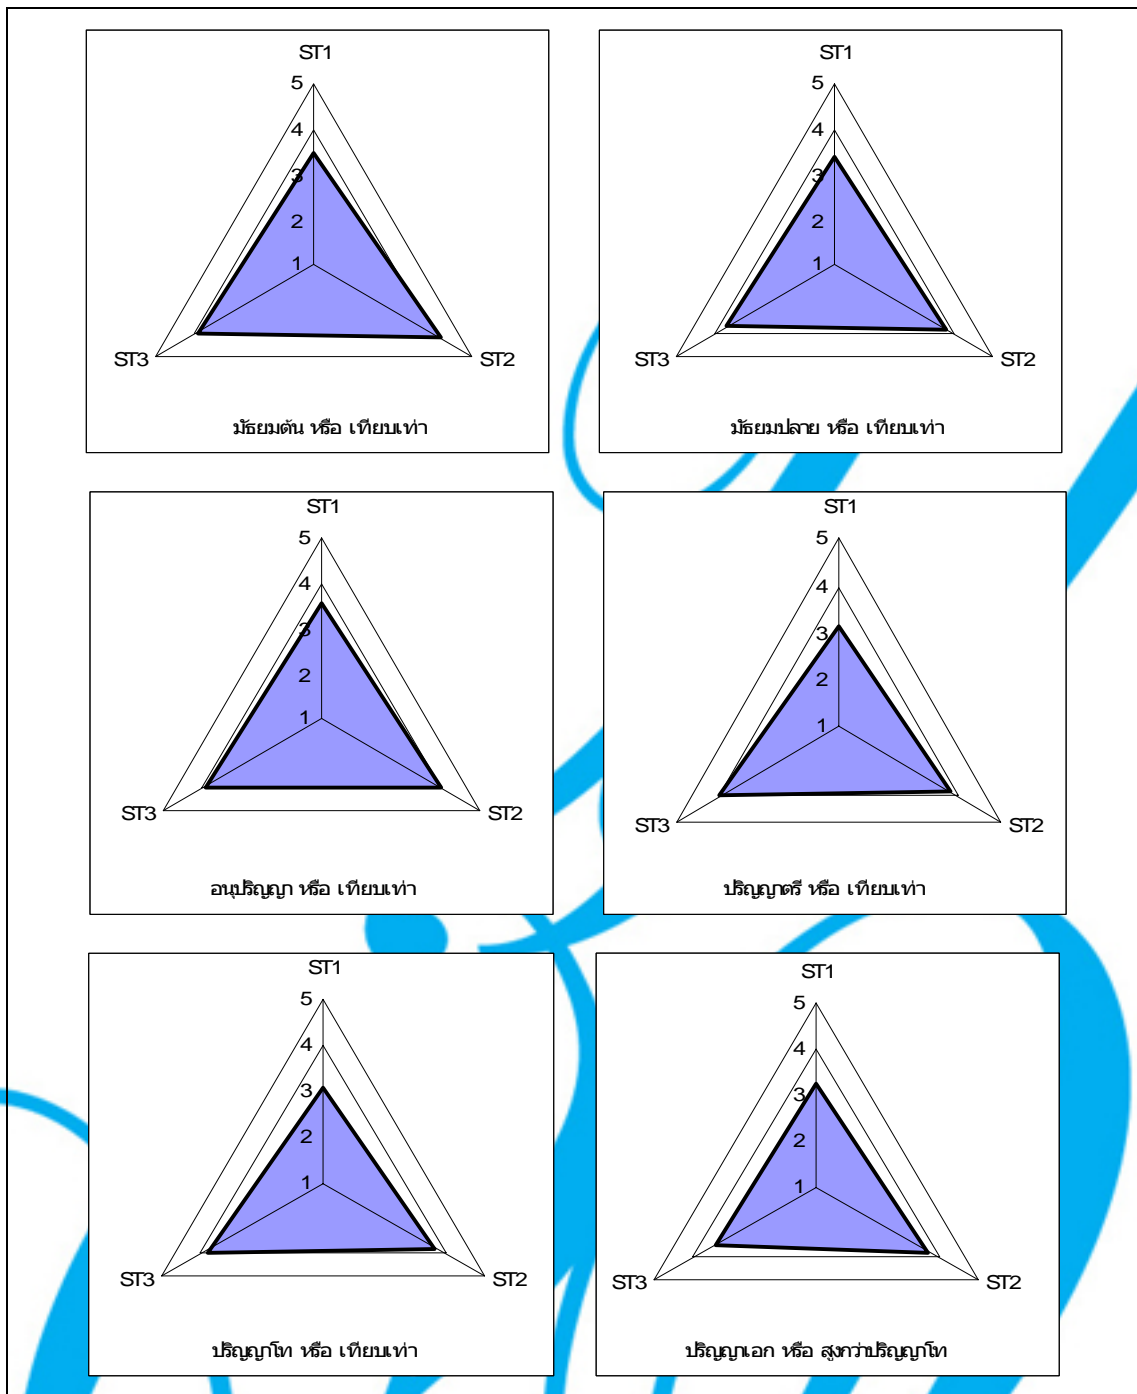 ST1
5
4
3
2
1
ST3
ST2
มัธยมต้น หรือ เทียบเท่า
ST1
5
4
3
2
1
ST3
ST2
มัธยมปลาย หรือ เทียบเท่า
ST1
5
4
3
2
1
ST3
ST2
อนุปริญญา หรือ เทียบเท่า
ST1
5
4
3
2
1
ST3
ST2
ปริญญาตรี หรือ เทียบเท่า
ST1
5
4
3
2
1
ST3
ST2
ปริญญาโท หรือ เทียบเท่า
ST1
5
4
3
2
1
ST3
ST2
ปริญญาเอก หรือ สูงกว่าปริญญาโท